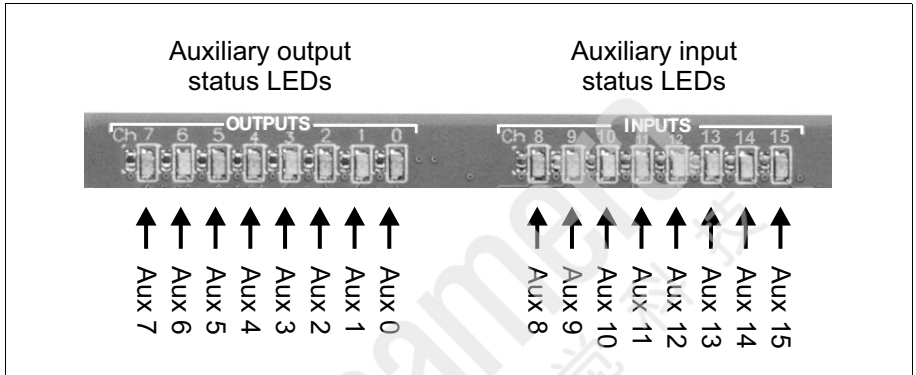 Auxiliary output
status LEDs
Auxiliary input
status LEDs
OUTPUTS
Ch 7 6 5 4 3 2 1 0
INPUTS
Ch 8 9 10 11 12 13 14 15
Aux 7
Aux 6
Aux 5
Aux 4
Aux 3
Aux 2
Aux 1
Aux 0
Aux 8
Aux 9
Aux 10
Aux 11
Aux 12
Aux 13
Aux 14
Aux 15